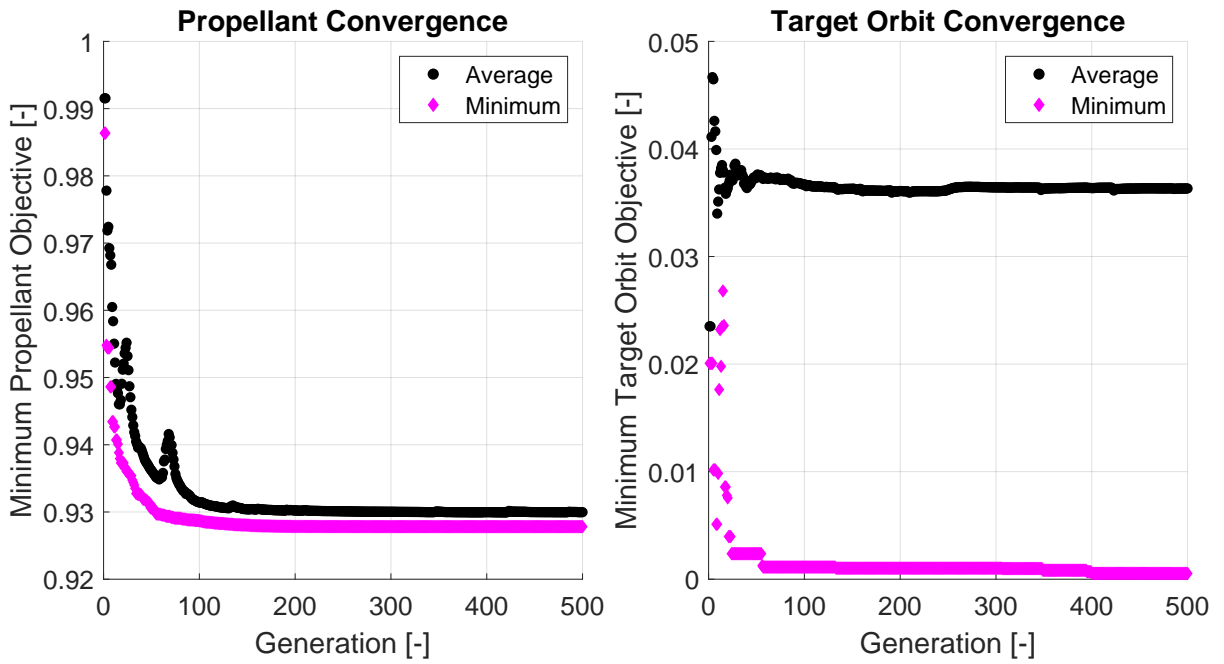 Propellant Convergence
Minimum Propellant Objective [-]
1
0.99
0.98
0.97
0.96
0.95
0.94
0.93
0.92
0 100 200 300 400 500
Generation [-]
Average
Minimum
Target Orbit Convergence
Minimum Target Orbit Objective [-]
0.05
0.04
0.03
0.02
0.01
0
0 100 200 300 400 500
Generation [-]
Average
Minimum